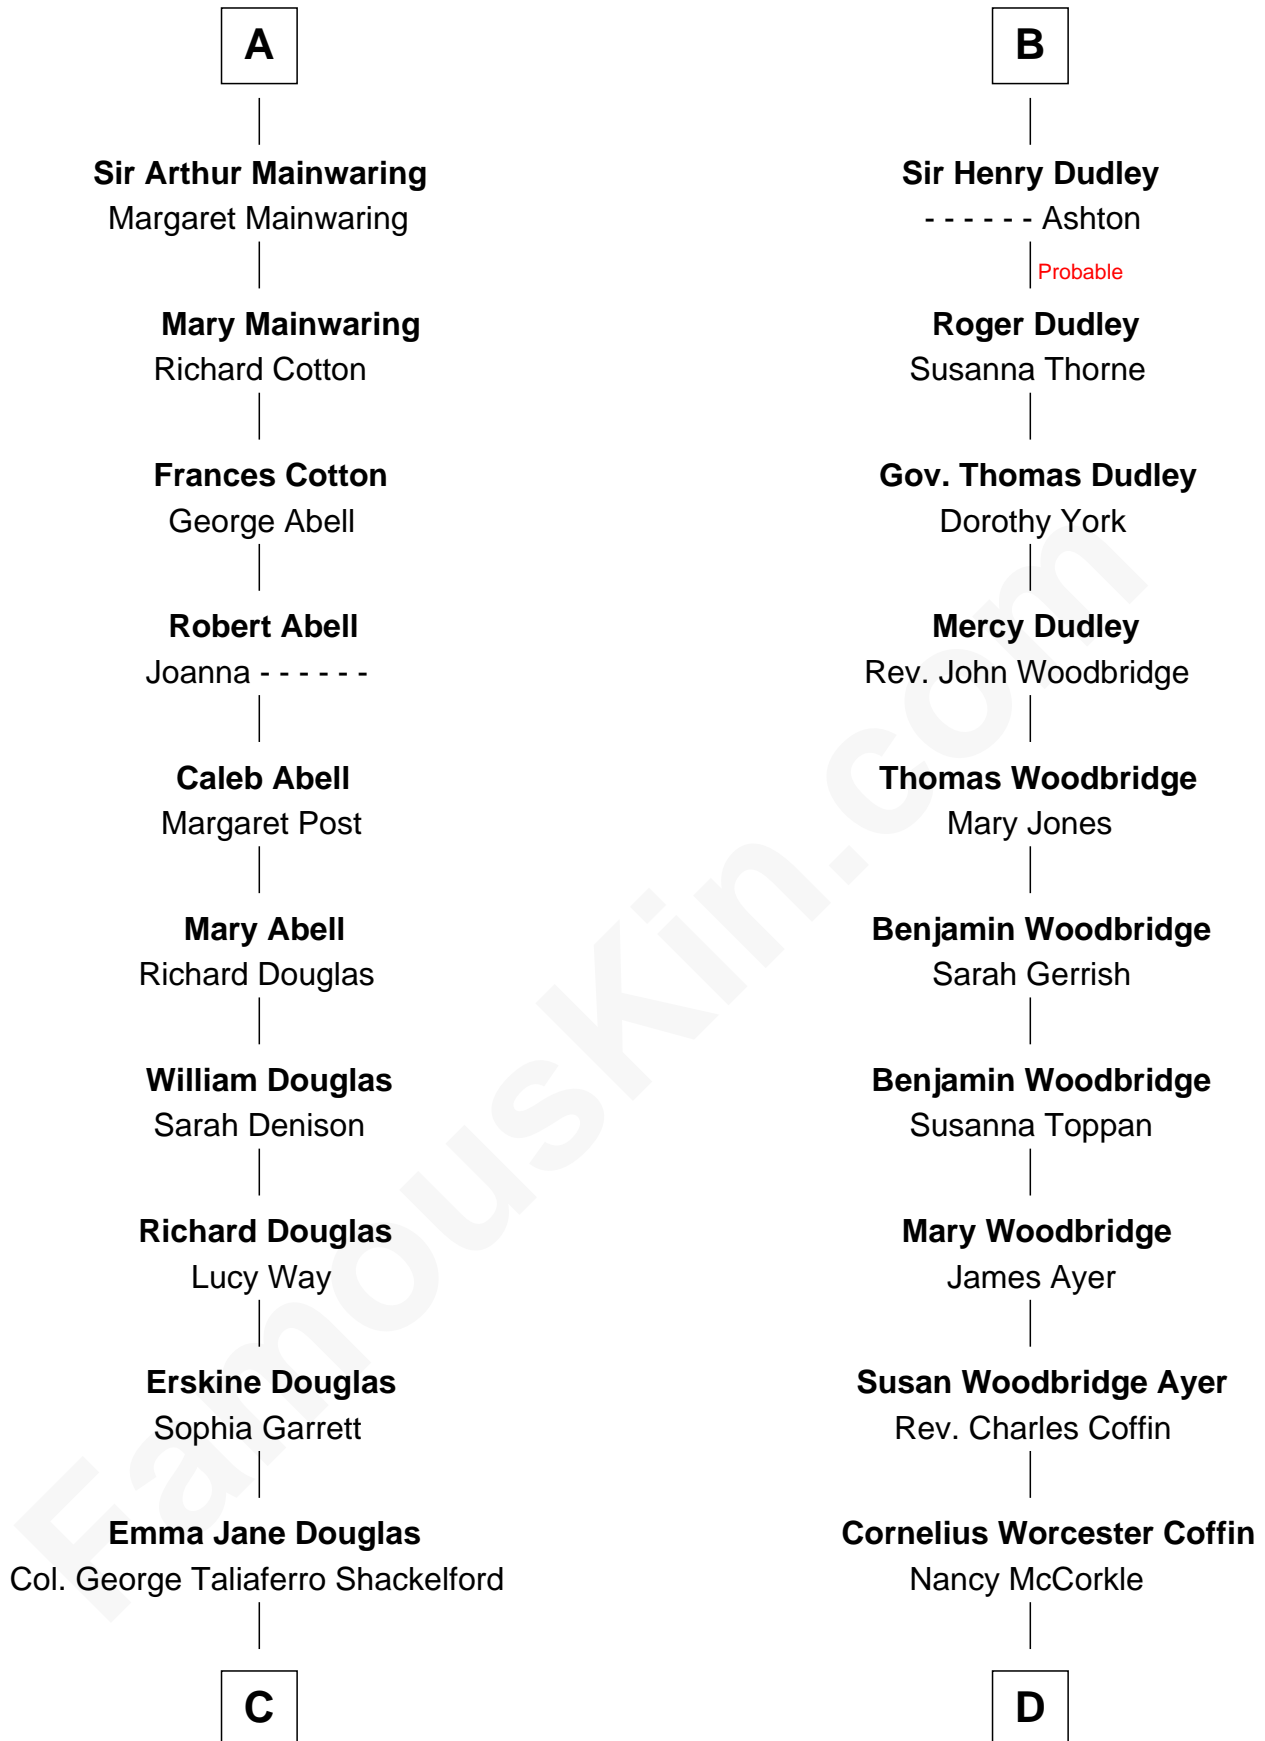 A
Sir Arthur Mainwaring
Margaret Mainwaring
Mary Mainwaring
Richard Cotton
Frances Cotton
George Abell
Robert Abell
Joanna - - - - - -
Caleb Abell
Margaret Post
Mary Abell
Richard Douglas
William Douglas
Sarah Denison
Richard Douglas
Lucy Way
Erskine Douglas
Sophia Garrett
Emma Jane Douglas
Col. George Taliaferro Shackelford
C
B
Sir Henry Dudley
- - - - - - Ashton
Probable
Roger Dudley
Susanna Thorne
Gov. Thomas Dudley
Dorothy York
Mercy Dudley
Rev. John Woodbridge
Thomas Woodbridge
Mary Jones
Benjamin Woodbridge
Sarah Gerrish
Benjamin Woodbridge
Susanna Toppan
Mary Woodbridge
James Ayer
Susan Woodbridge Ayer
Rev. Charles Coffin
Cornelius Worcester Coffin
Nancy McCorkle
D
FamousKin.com